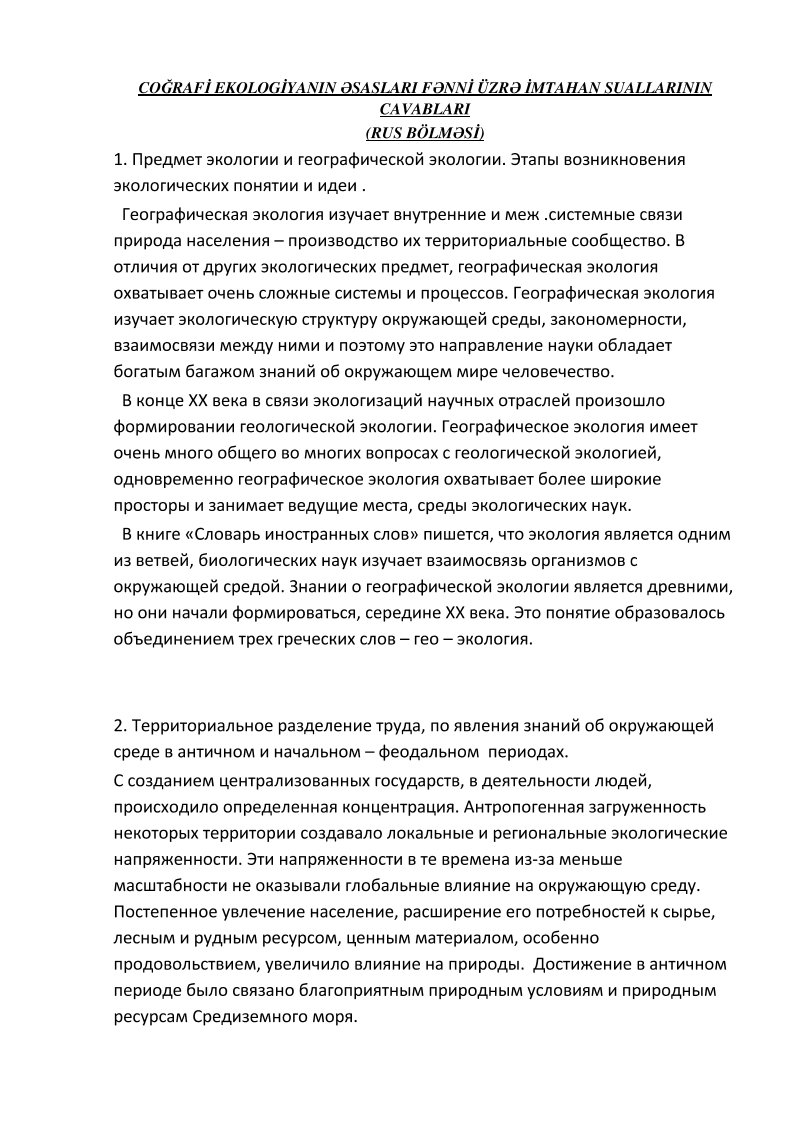 COĞRAFİ EKOLOGİYANIN ƏSASLARI FƏNNİ ÜZRƏ İMTAHAN SUALLARININ
CAVABLARI
(RUS BÖLMƏSİ)
1. Предмет экологии и географической экологии. Этапы возникновения
экологических понятии и идеи .
Географическая экология изучает внутренние и меж .системные связи
природа населения – производство их территориальные сообщество. В
отличия от других экологических предмет, географическая экология
охватывает очень сложные системы и процессов. Географическая экология
изучает экологическую структуру окружающей среды, закономерности,
взаимосвязи между ними и поэтому это направление науки обладает
богатым багажом знаний об окружающем мире человечество.
В конце XX века в связи экологизаций научных отраслей произошло
формировании геологической экологии. Географическое экология имеет
очень много общего во многих вопросах с геологической экологией,
одновременно географическое экология охватывает более широкие
просторы и занимает ведущие места, среды экологических наук.
В книге «Словарь иностранных слов» пишется, что экология является одним
из ветвей, биологических наук изучает взаимосвязь организмов с
окружающей средой. Знании о географической экологии является древними,
но они начали формироваться, середине XX века. Это понятие образовалось
объединением трех греческих слов – гео – экология.
2. Территориальное разделение труда, по явления знаний об окружающей
среде в античном и начальном – феодальном  периодах.
С созданием централизованных государств, в деятельности людей,
происходило определенная концентрация. Антропогенная загруженность
некоторых территории создавало локальные и региональные экологические
напряженности. Эти напряженности в те времена из-за меньше
масштабности не оказывали глобальные влияние на окружающую среду.
Постепенное увлечение население, расширение его потребностей к сырье,
лесным и рудным ресурсом, ценным материалом, особенно
продовольствием, увеличило влияние на природы.  Достижение в античном
периоде было связано благоприятным природным условиям и природным
ресурсам Средиземного моря.